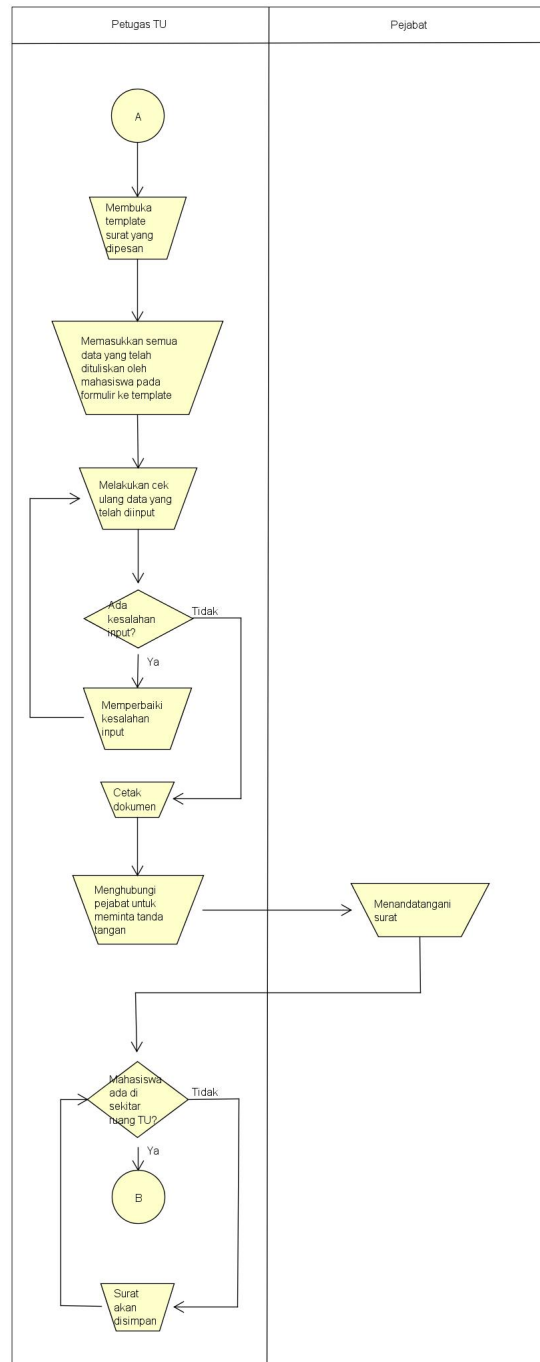 Petugas TU
Pejabat
A
Membuka
template
surat yang
dipesan
Memasukkan semua
data yang telah
dituliskan oleh
mahasiswa pada
formulir ke template
Melakukan cek
ulang data yang
telah diinput
Ada
kesalahan
input?
Tidak
Ya
Memperbaiki
kesalahan
input
Cetak
dokumen
Menghubungi
pejabat untuk
meminta tanda
tangan
Menandatangani
surat
Mahasiswa
ada di
sekitar
ruang TU?
Tidak
Ya
B
Surat
akan
disimpan